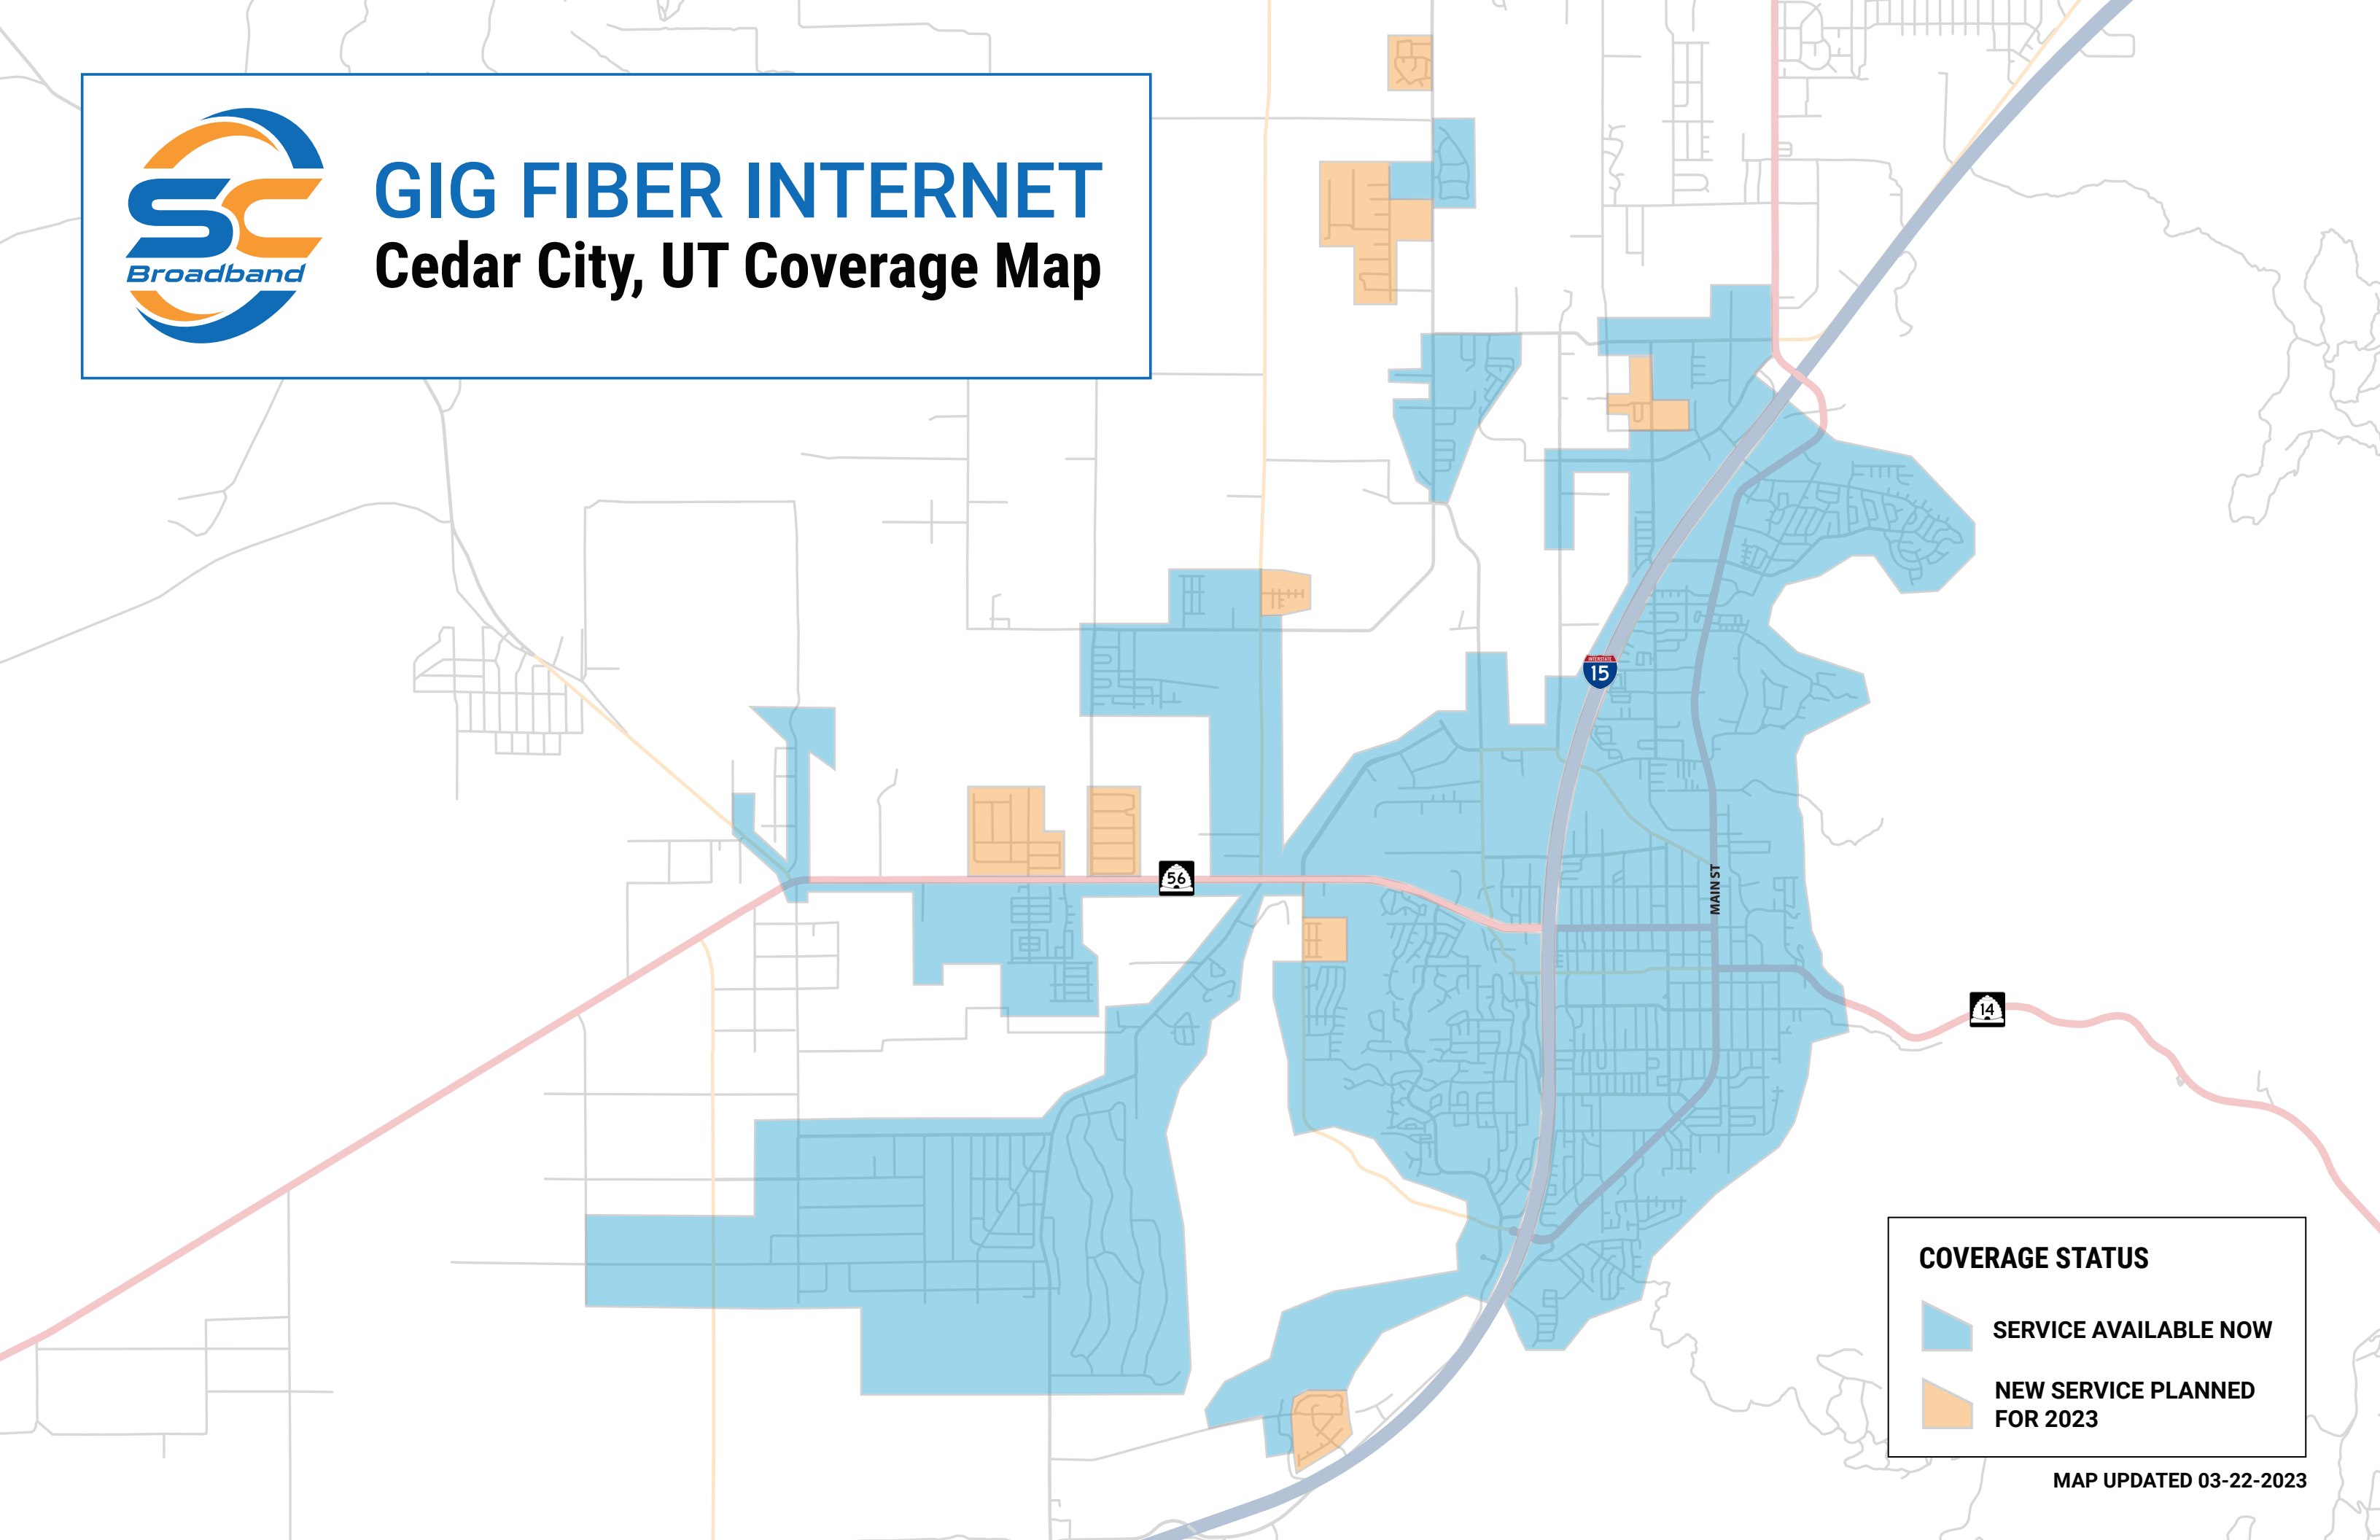 SC
Broadband
GIG FIBER INTERNET
Cedar City, UT Coverage Map
INTERSTATE
15
56
MAIN ST
14
COVERAGE STATUS
SERVICE AVAILABLE NOW
NEW SERVICE PLANNED
FOR 2023
MAP UPDATED 03-22-2023